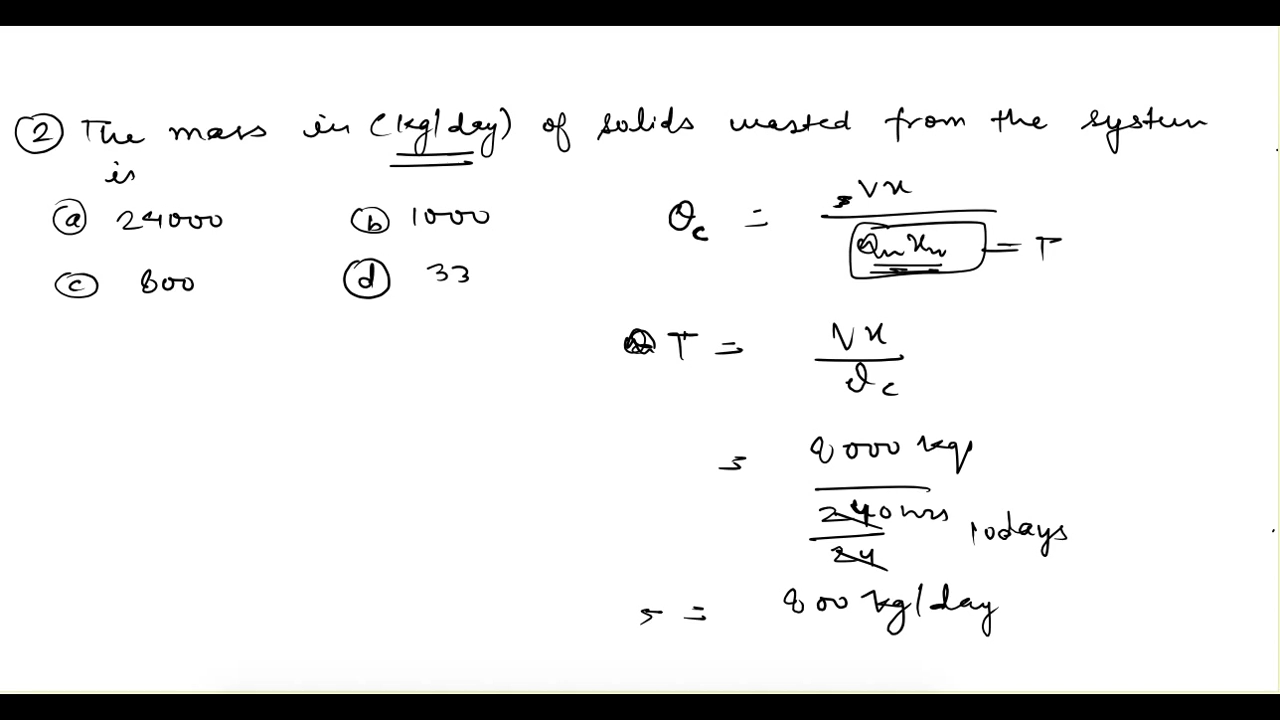 ② The mass in (kg/day) of solids wasted from the system
is
ⓐ 24000 ⓑ 1000
ⓒ 800 ⓓ 33
θc = Vx / Qw xw = T
T = Vx / θc
= 8000 kg / 240 hrs / 24 10 days
= 800 kg/day